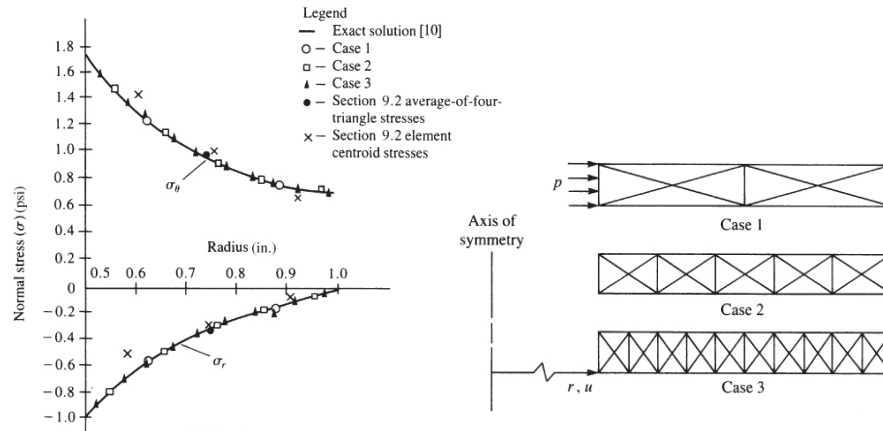 Legend
Exact solution [10]
Case 1
Case 2
Case 3
Section 9.2 average-of-four-
triangle stresses
Section 9.2 element
centroid stresses
Normal stress (σ) (psi)
1.8
1.6
1.4
1.2
1.0
0.8
0.6
0.4
0.2
0
−0.2
−0.4
−0.6
−0.8
−1.0
σθ
Radius (in.)
0.5 0.6 0.7 0.8 0.9 1.0
σr
Axis of
symmetry
p
Case 1
Case 2
r, u
Case 3